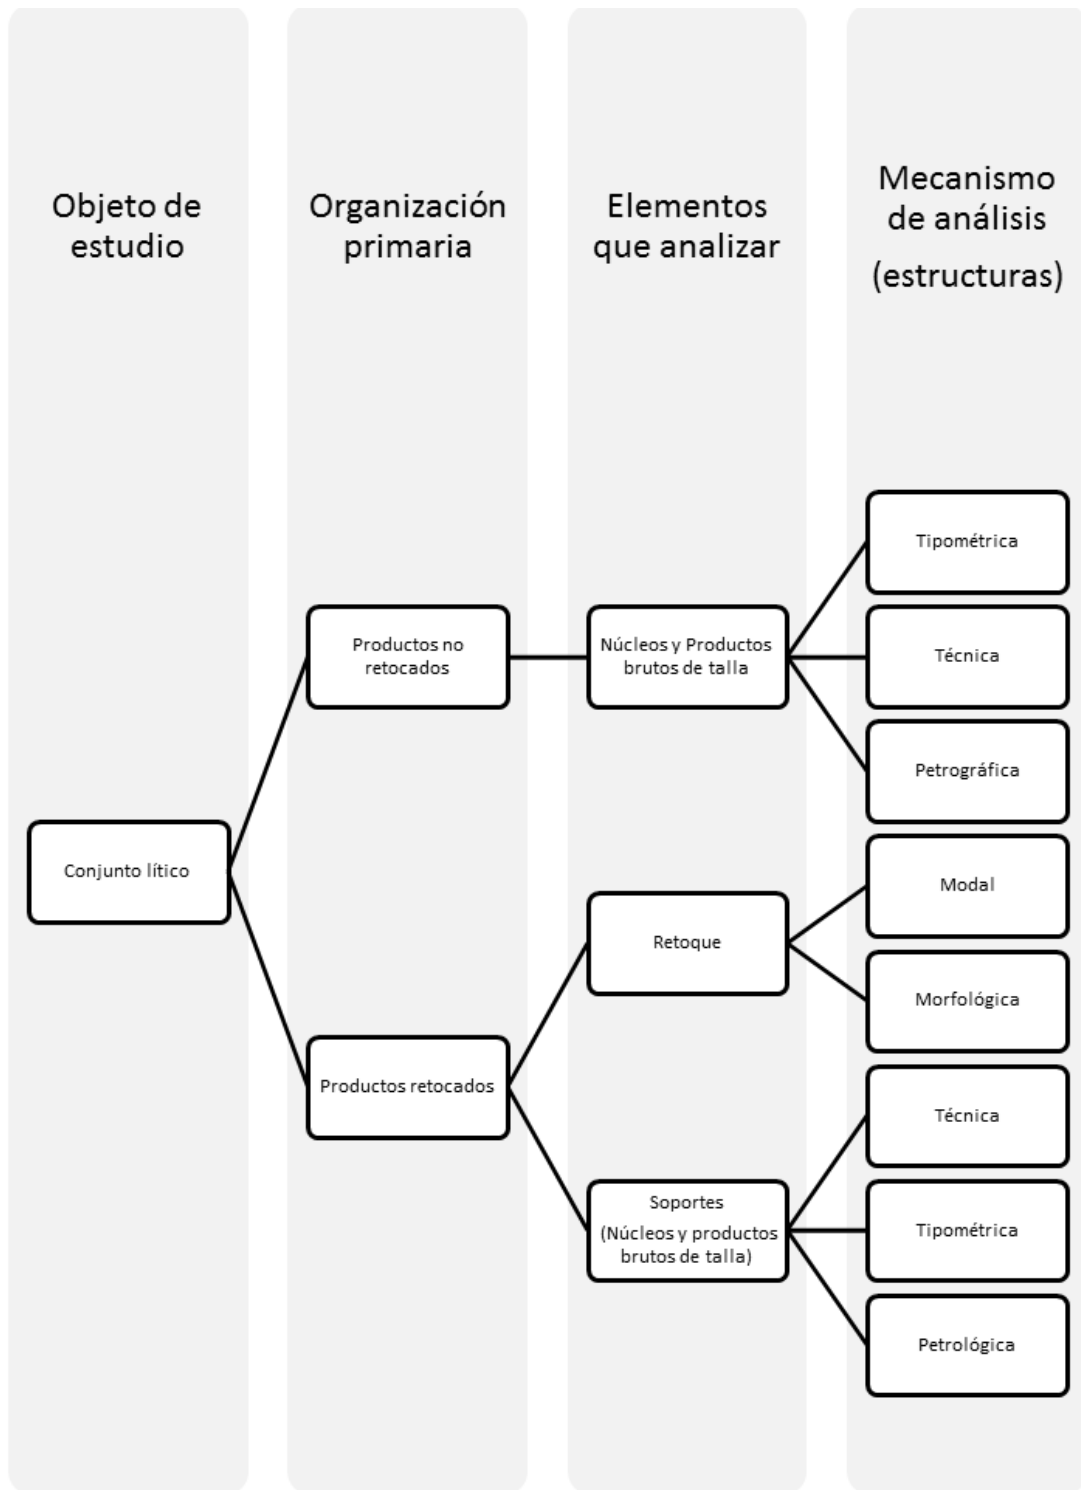 Objeto de
estudio
Organización
primaria
Elementos
que analizar
Mecanismo
de análisis
(estructuras)
Conjunto lítico
Productos no
retocados
Productos retocados
Núcleos y Productos
brutos de talla
Retoque
Soportes
(Núcleos y productos
brutos de talla)
Tipométrica
Técnica
Petrográfica
Modal
Morfológica
Técnica
Tipométrica
Petrológica